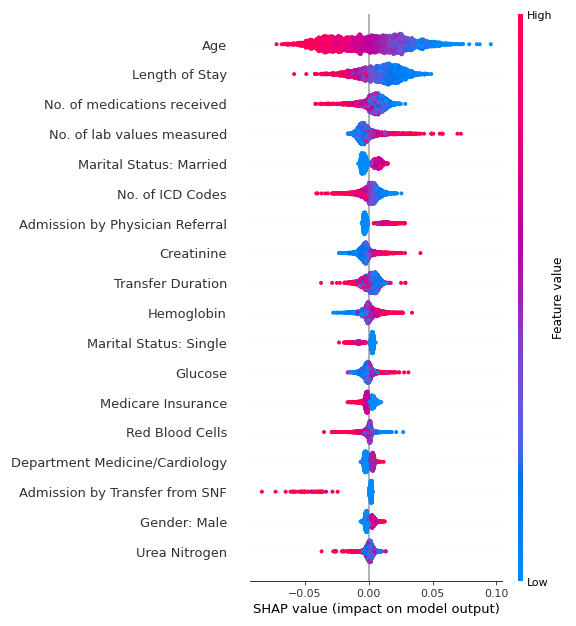 High
Age
Length of Stay
No. of medications received
No. of lab values measured
Marital Status: Married
No. of ICD Codes
Admission by Physician Referral
Creatinine
Transfer Duration
Hemoglobin
Marital Status: Single
Glucose
Medicare Insurance
Red Blood Cells
Department Medicine/Cardiology
Admission by Transfer from SNF
Gender: Male
Urea Nitrogen
Feature value
Low
−0.05 0.00 0.05 0.10
SHAP value (impact on model output)